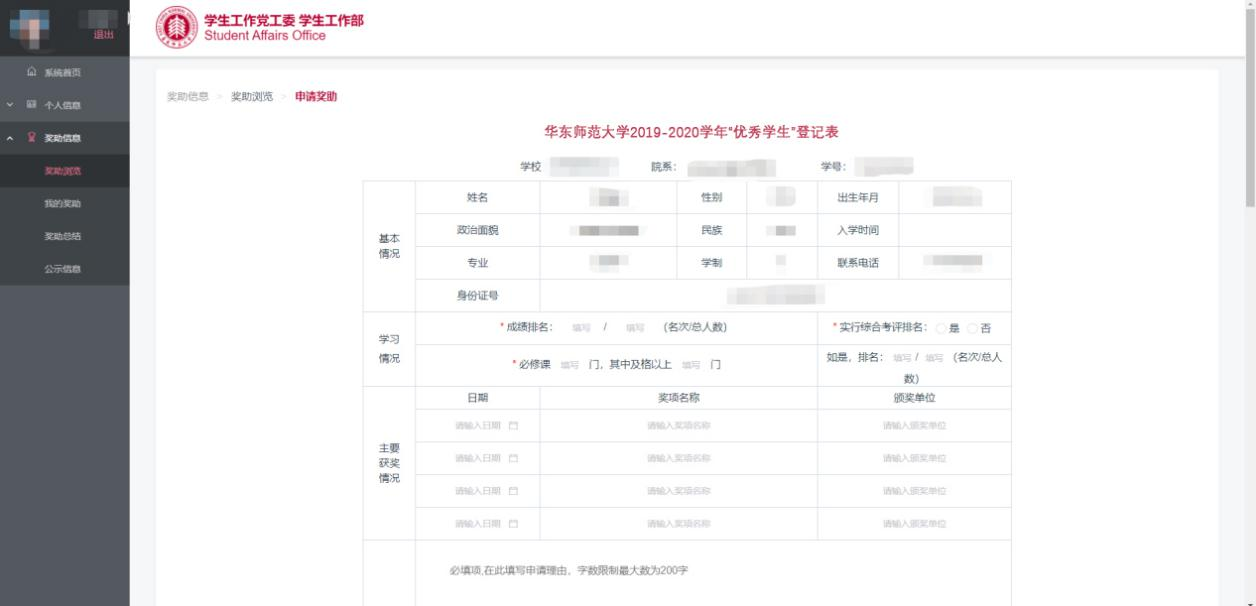 退出
学生工作党工委 学生工作部
Student Affairs Office
系统首页
个人信息
奖助信息
奖助浏览
我的奖助
奖助总结
公示信息
奖助信息 > 奖助浏览 > 申请奖助
华东师范大学2019-2020学年“优秀学生”登记表
学校 院系： 学号：
基本情况
姓名 性别 出生年月
政治面貌 民族 入学时间
专业 学制 联系电话
身份证号
学习情况
*成绩排名： 填写 / 填写 (名次/总人数) *实行综合考评排名： 是 否
*必修课 填写 门，其中及格以上 填写 门 如是，排名： 填写 / 填写 (名次/总人数)
主要获奖情况
日期 奖项名称 颁奖单位
请输入日期 请输入奖项名称 请输入颁奖单位
请输入日期 请输入奖项名称 请输入颁奖单位
请输入日期 请输入奖项名称 请输入颁奖单位
请输入日期 请输入奖项名称 请输入颁奖单位
必填项,在此填写申请理由，字数限制最大数为200字